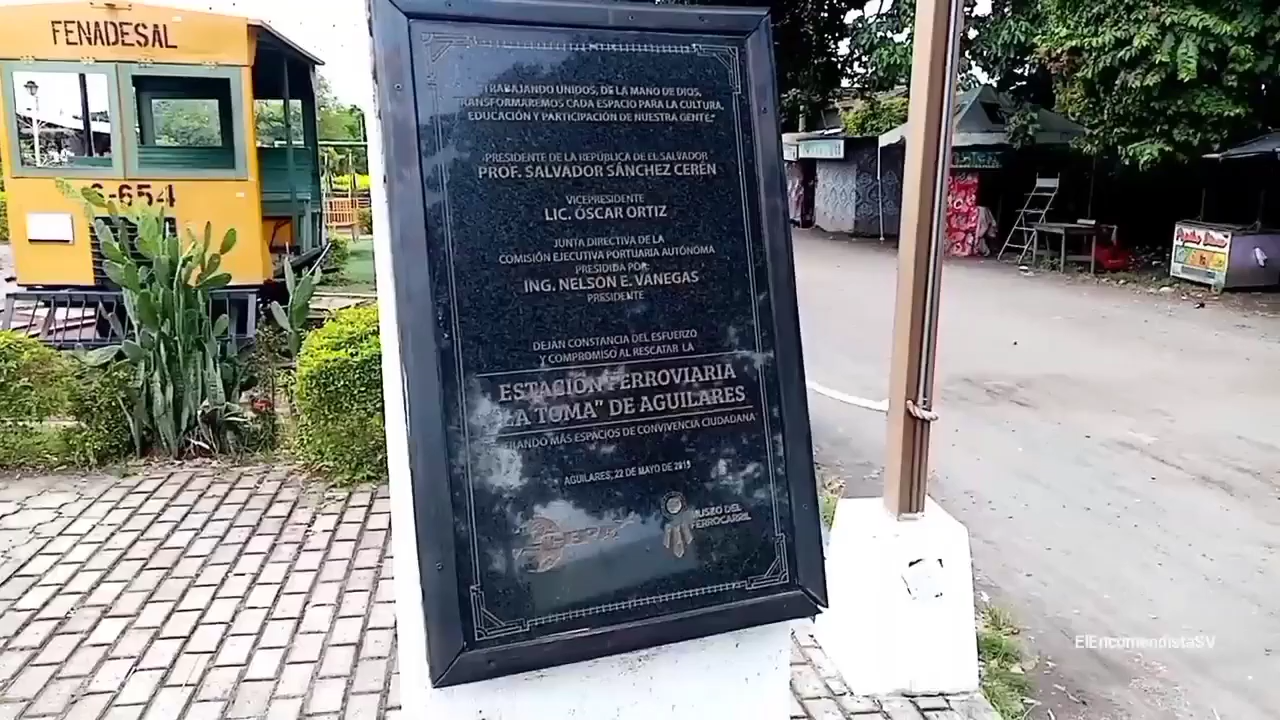 FENADESAL
6-654
"TRABAJANDO UNIDOS, DE LA MANO DE DIOS,
TRANSFORMAREMOS CADA ESPACIO PARA LA CULTURA,
EDUCACIÓN Y PARTICIPACIÓN DE NUESTRA GENTE"
PRESIDENTE DE LA REPÚBLICA DE EL SALVADOR
PROF. SALVADOR SÁNCHEZ CERÉN
VICEPRESIDENTE
LIC. ÓSCAR ORTIZ
JUNTA DIRECTIVA DE LA
COMISIÓN EJECUTIVA PORTUARIA AUTÓNOMA
PRESIDIDA POR:
ING. NELSON E. VANEGAS
PRESIDENTE
DEJAN CONSTANCIA DEL ESFUERZO
Y COMPROMISO AL RESCATAR LA
ESTACIÓN FERROVIARIA
"LA TOMA" DE AGUILARES
MÁS ESPACIOS DE CONVIVENCIA CIUDADANA
AGUILARES, 22 DE MAYO DE 2015
CEPA
MUSEO DEL
FERROCARRIL
ElEncomendistaSV